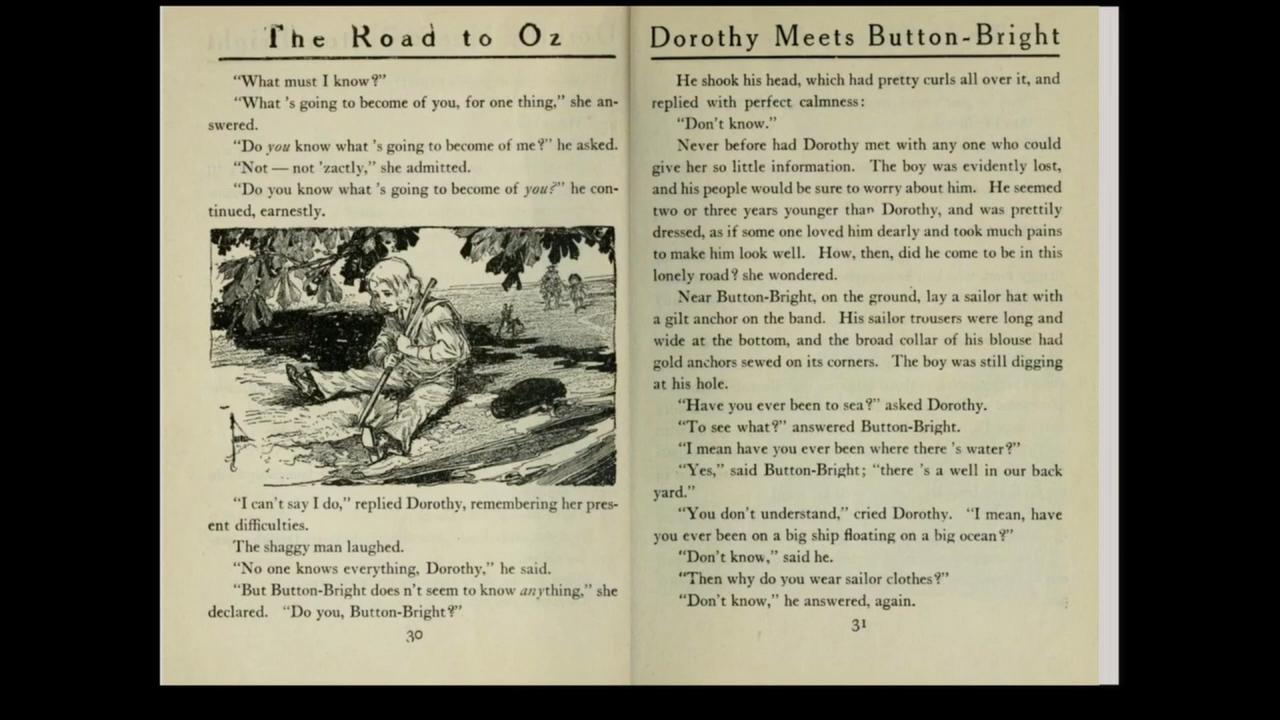 The Road to Oz
"What must I know?"
"What 's going to become of you, for one thing," she an-
swered.
"Do you know what 's going to become of me?" he asked.
"Not — not 'zactly," she admitted.
"Do you know what 's going to become of you?" he con-
tinued, earnestly.
"I can't say I do," replied Dorothy, remembering her pres-
ent difficulties.
The shaggy man laughed.
"No one knows everything, Dorothy," he said.
"But Button-Bright does n't seem to know anything," she
declared. "Do you, Button-Bright?"
30
Dorothy Meets Button-Bright
He shook his head, which had pretty curls all over it, and
replied with perfect calmness:
"Don't know."
Never before had Dorothy met with any one who could
give her so little information. The boy was evidently lost,
and his people would be sure to worry about him. He seemed
two or three years younger than Dorothy, and was prettily
dressed, as if some one loved him dearly and took much pains
to make him look well. How, then, did he come to be in this
lonely road? she wondered.
Near Button-Bright, on the ground, lay a sailor hat with
a gilt anchor on the band. His sailor trousers were long and
wide at the bottom, and the broad collar of his blouse had
gold anchors sewed on its corners. The boy was still digging
at his hole.
"Have you ever been to sea?" asked Dorothy.
"To see what?" answered Button-Bright.
"I mean have you ever been where there 's water?"
"Yes," said Button-Bright; "there 's a well in our back
yard."
"You don't understand," cried Dorothy. "I mean, have
you ever been on a big ship floating on a big ocean?"
"Don't know," said he.
"Then why do you wear sailor clothes?"
"Don't know," he answered, again.
31